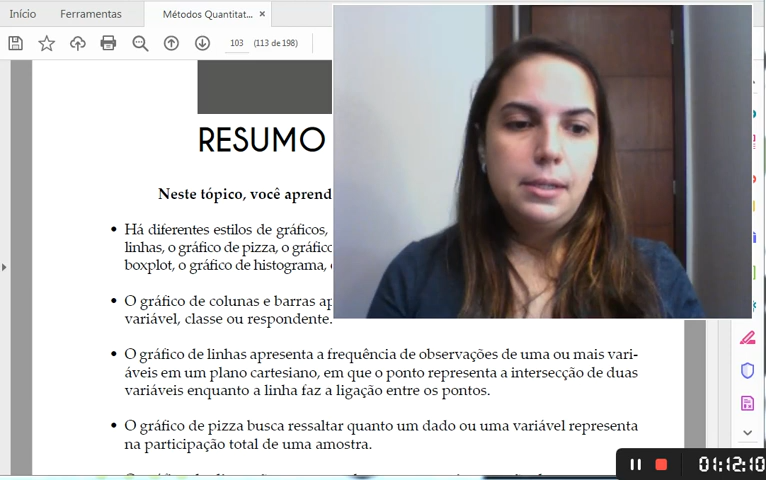 Início
Ferramentas
Métodos Quantitat...
103
(113 de 198)
RESUMO
Neste tópico, você aprend
• Há diferentes estilos de gráficos,
linhas, o gráfico de pizza, o gráfico
boxplot, o gráfico de histograma,
• O gráfico de colunas e barras ap
variável, classe ou respondente.
• O gráfico de linhas apresenta a frequência de observações de uma ou mais vari-
áveis em um plano cartesiano, em que o ponto representa a intersecção de duas
variáveis enquanto a linha faz a ligação entre os pontos.
• O gráfico de pizza busca ressaltar quanto um dado ou uma variável representa
na participação total de uma amostra.
01:12:10